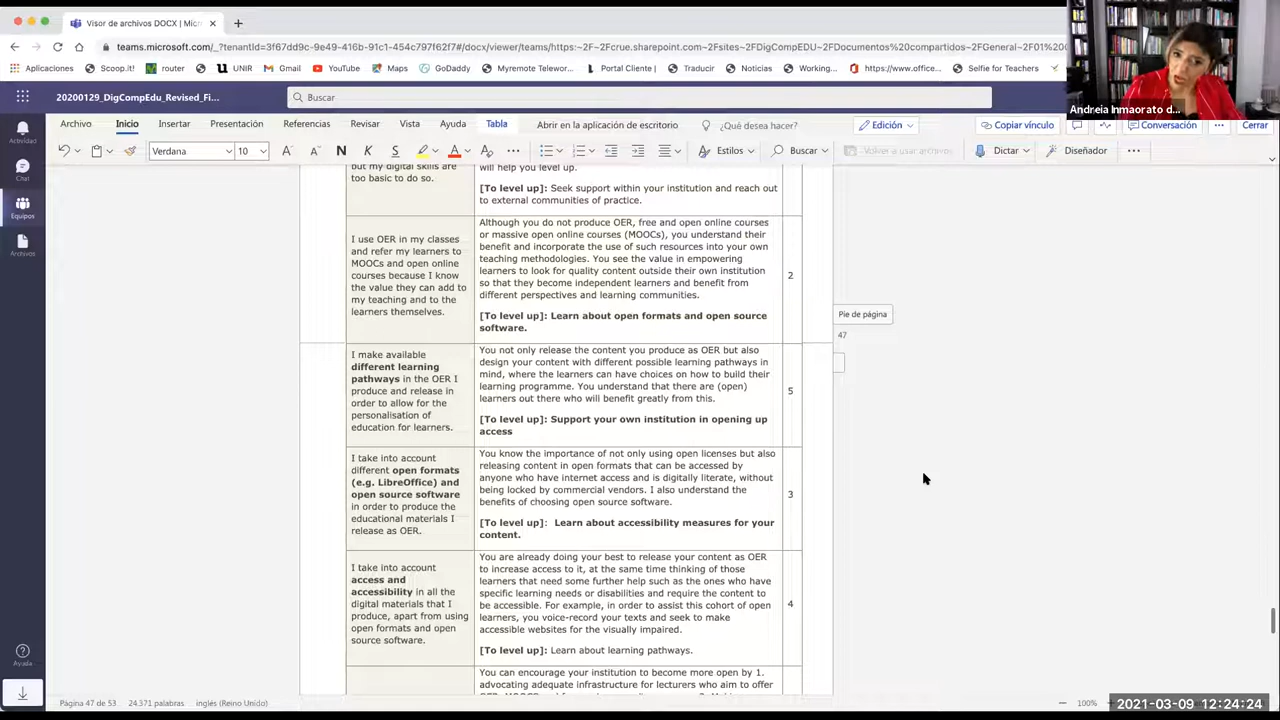 Visor de archivos DOCX | Micros
teams.microsoft.com/_?tenantId=3f67dd9c-9e49-416b-91c1-454c797f62f7#/docx/viewer/teams/https:~2F~2Fcrue.sharepoint.com~2Fsites~2FDigCompEDU~2FDocumentos%20compartidos~2FGeneral~2F01%20
Aplicaciones
Scoop.it!
router
UNIR
Gmail
YouTube
Maps
GoDaddy
Myremote Telewor...
Portal Cliente |
Traducir
Noticias
Working...
https://www.office...
Selfie for Teachers
Andreia Inmaorato d...
20200129_DigCompEdu_Revised_Fi...
Buscar
Archivo
Inicio
Insertar
Presentación
Referencias
Revisar
Vista
Ayuda
Tabla
Abrir en la aplicación de escritorio
¿Qué desea hacer?
Edición
Copiar vínculo
Conversación
Cerrar
Verdana
10
N
K
S
Estilos
Buscar
Volver a usar archivos
Dictar
Diseñador
Actividad
Chat
Equipos
Archivos
Ayuda
but my digital skills are
too basic to do so.
will help you level up.
[To level up]: Seek support within your institution and reach out
to external communities of practice.
I use OER in my classes
and refer my learners to
MOOCs and open online
courses because I know
the value they can add to
my teaching and to the
learners themselves.
Although you do not produce OER, free and open online courses
or massive open online courses (MOOCs), you understand their
benefit and incorporate the use of such resources into your own
teaching methodologies. You see the value in empowering
learners to look for quality content outside their own institution
so that they become independent learners and benefit from
different perspectives and learning communities.
[To level up]: Learn about open formats and open source
software.
2
Pie de página
47
I make available
different learning
pathways in the OER I
produce and release in
order to allow for the
personalisation of
education for learners.
You not only release the content you produce as OER but also
design your content with different possible learning pathways in
mind, where the learners can have choices on how to build their
learning programme. You understand that there are (open)
learners out there who will benefit greatly from this.
[To level up]: Support your own institution in opening up
access
5
I take into account
different open formats
(e.g. LibreOffice) and
open source software
in order to produce the
educational materials I
release as OER.
You know the importance of not only using open licenses but also
releasing content in open formats that can be accessed by
anyone who have internet access and is digitally literate, without
being locked by commercial vendors. I also understand the
benefits of choosing open source software.
[To level up]: Learn about accessibility measures for your
content.
3
I take into account
access and
accessibility in all the
digital materials that I
produce, apart from using
open formats and open
source software.
You are already doing your best to release your content as OER
to increase access to it, at the same time thinking of those
learners that need some further help such as the ones who have
specific learning needs or disabilities and require the content to
be accessible. For example, in order to assist this cohort of open
learners, you voice-record your texts and seek to make
accessible websites for the visually impaired.
[To level up]: Learn about learning pathways.
4
You can encourage your institution to become more open by 1.
advocating adequate infrastructure for lecturers who aim to offer
Página 47 de 53
24.371 palabras
inglés (Reino Unido)
100%
2021-03-09 12:24:24